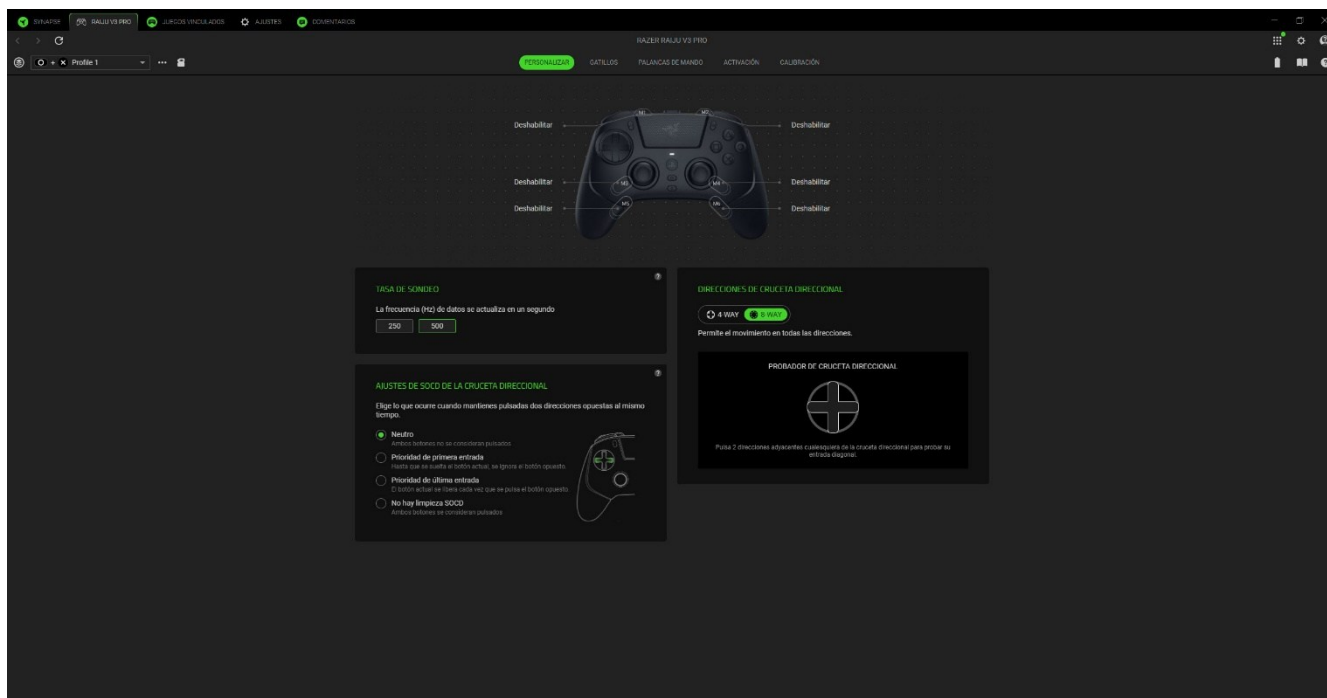 SYNAPSE RAIJU V3 PRO JUEGOS VINCULADOS AJUSTES COMENTARIOS
RAZER RAIJU V3 PRO
Profile 1 PERSONALIZAR GATILLOS PALANCAS DE MANDO ACTIVACIÓN CALIBRACIÓN
M1 M2
Deshabilitar Deshabilitar
Deshabilitar M3 M4 Deshabilitar
Deshabilitar M5 M6 Deshabilitar
TASA DE SONDEO
La frecuencia (Hz) de datos se actualiza en un segundo
250 500
AJUSTES DE SOCD DE LA CRUCETA DIRECCIONAL
Elige lo que ocurre cuando mantienes pulsadas dos direcciones opuestas al mismo
tiempo.
Neutro
Ambos botones no se consideran pulsados
Prioridad de primera entrada
Hasta que se suelta el botón actual, se ignora el botón opuesto.
Prioridad de última entrada
El botón actual se libera cada vez que se pulsa el botón opuesto.
No hay limpieza SOCD
Ambos botones se consideran pulsados
DIRECCIONES DE CRUCETA DIRECCIONAL
4 WAY 8 WAY
Permite el movimiento en todas las direcciones.
PROBADOR DE CRUCETA DIRECCIONAL
Pulsa 2 direcciones adyacentes cualesquiera de la cruceta direccional para probar su
entrada diagonal.